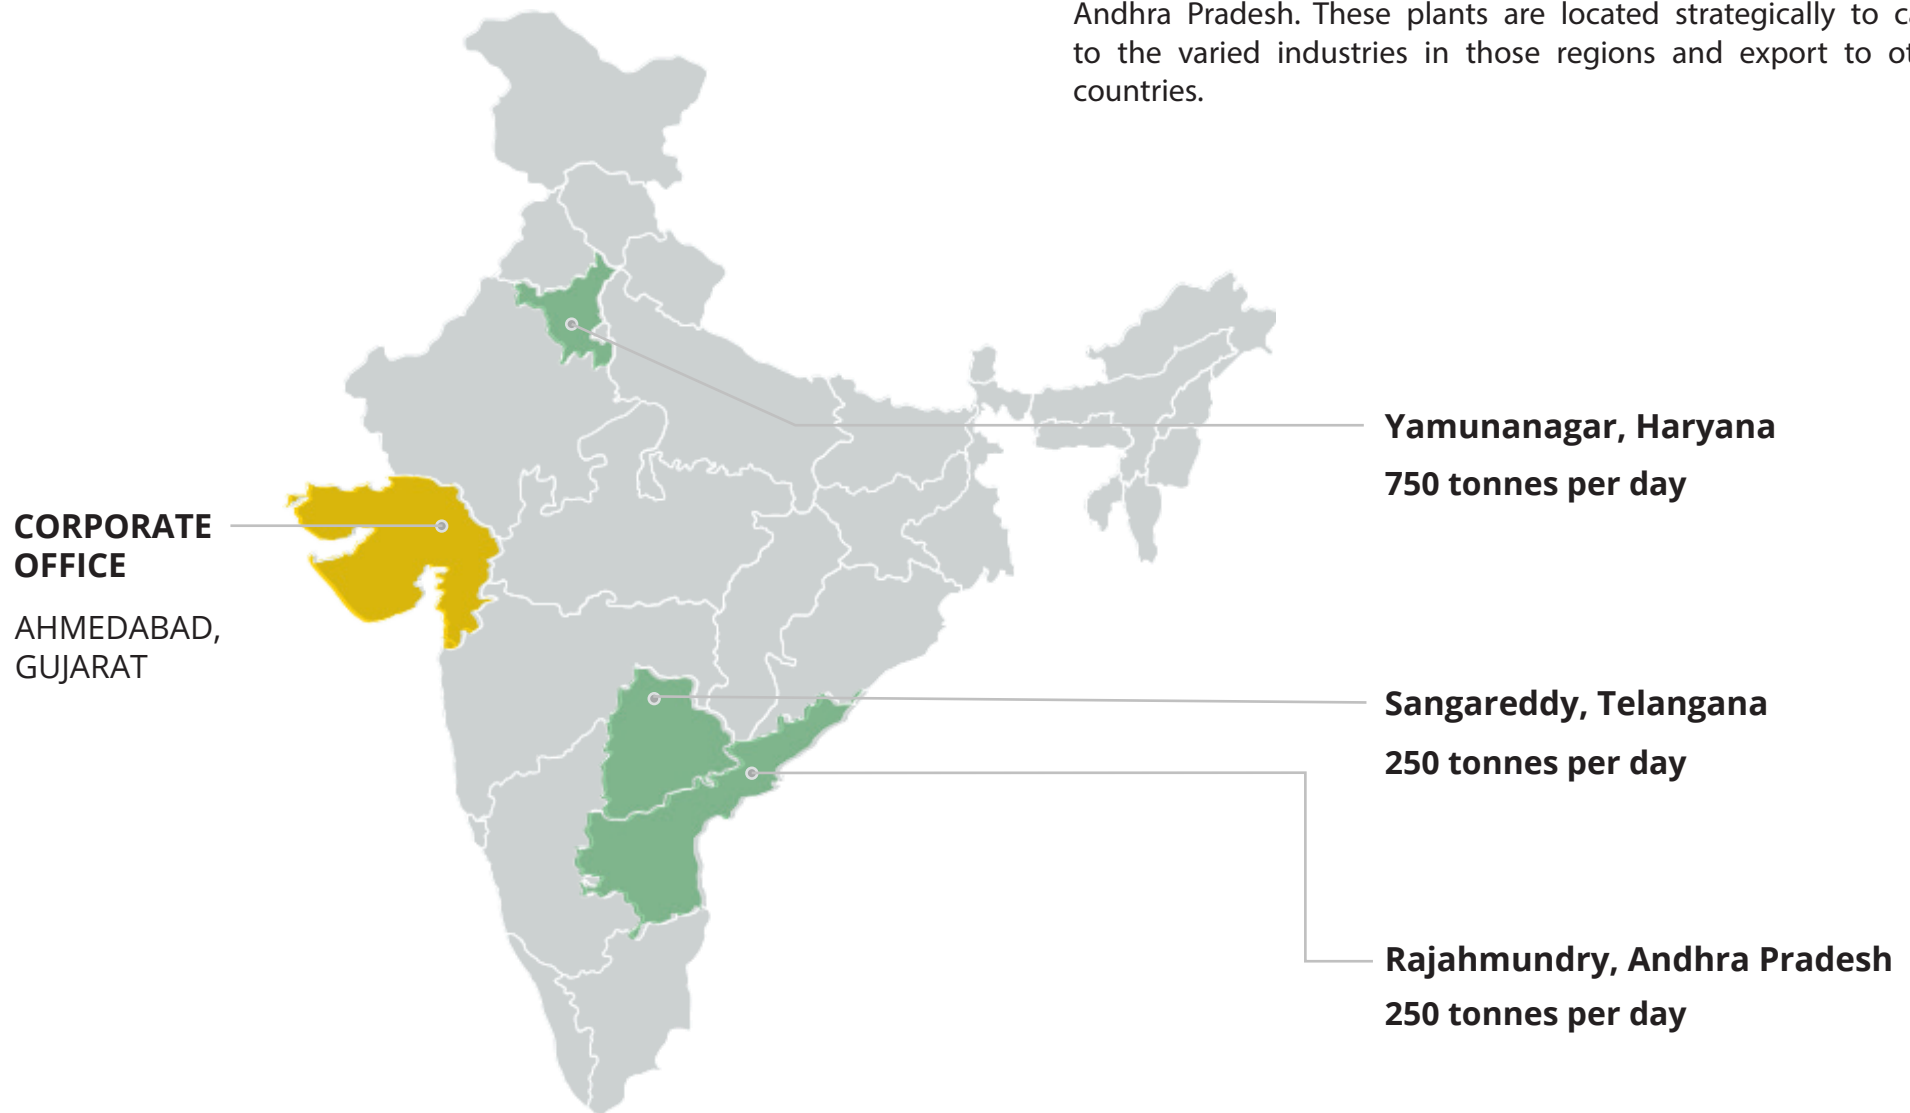 Andhra Pradesh. These plants are located strategically to
to the varied industries in those regions and export to
countries.
Yamunanagar, Haryana
750 tonnes per day
CORPORATE
OFFICE
AHMEDABAD,
GUJARAT
Sangareddy, Telangana
250 tonnes per day
Rajahmundry, Andhra Pradesh
250 tonnes per day